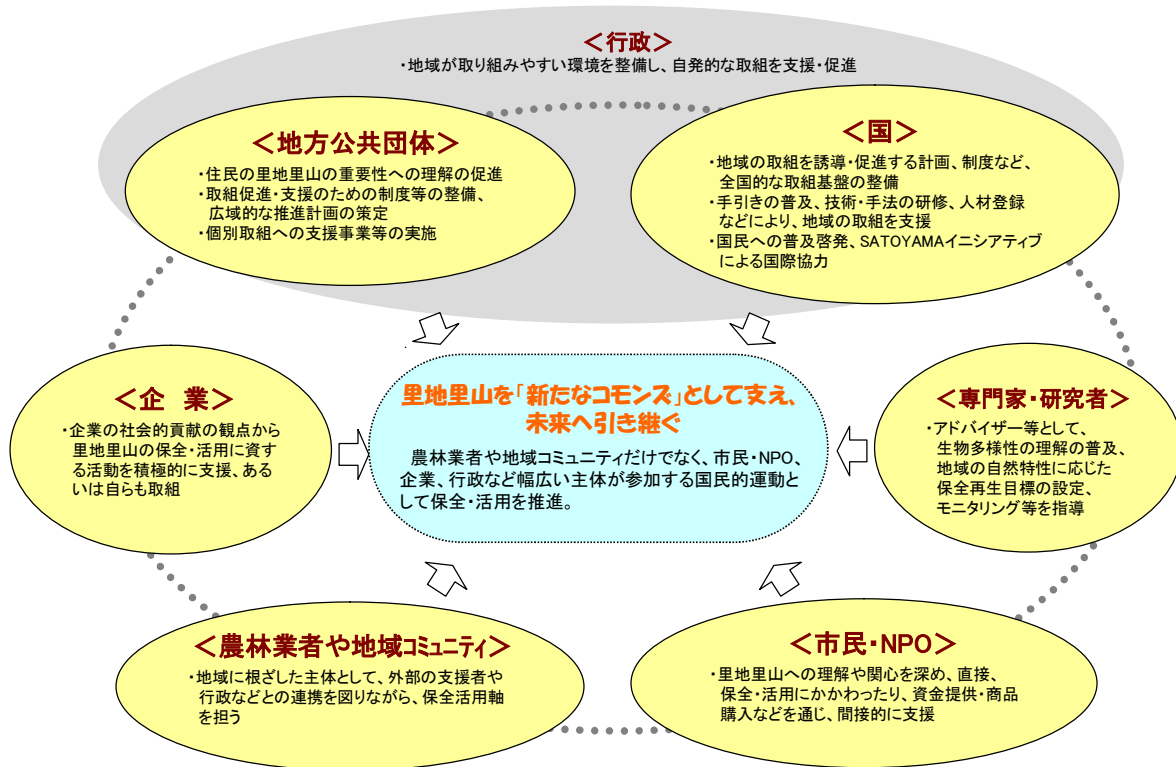 ＜行政＞
・地域が取り組みやすい環境を整備し、自発的な取組を支援・促進
＜地方公共団体＞
・住民の里地里山の重要性への理解の促進
・取組促進・支援のための制度等の整備、
広域的な推進計画の策定
・個別取組への支援事業等の実施
＜国＞
・地域の取組を誘導・促進する計画、制度など、
全国的な取組基盤の整備
・手引きの普及、技術・手法の研修、人材登録
などにより、地域の取組を支援
・国民への普及啓発、SATOYAMAイニシアティブ
による国際協力
＜企　業＞
・企業の社会的貢献の観点から
里地里山の保全・活用に資す
る活動を積極的に支援、ある
いは自らも取組
里地里山を「新たなコモンズ」として支え、
未来へ引き継ぐ
農林業者や地域コミュニティだけでなく、市民・NPO、
企業、行政など幅広い主体が参加する国民的運動と
して保全・活用を推進。
＜専門家・研究者＞
・アドバイザー等として、
生物多様性の理解の普及、
地域の自然特性に応じた
保全再生目標の設定、
モニタリング等を指導
＜農林業者や地域コミュニティ＞
・地域に根ざした主体として、外部の支援者や
行政などとの連携を図りながら、保全活用軸
を担う
＜市民・NPO＞
・里地里山への理解や関心を深め、直接、
保全・活用にかかわったり、資金提供・商品
購入などを通じ、間接的に支援